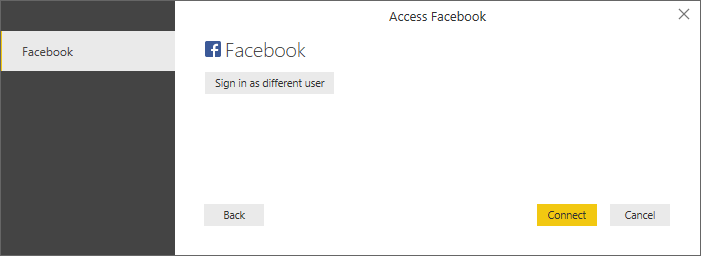 Access Facebook
Facebook
Facebook
Sign in as different user
Back
Connect
Cancel